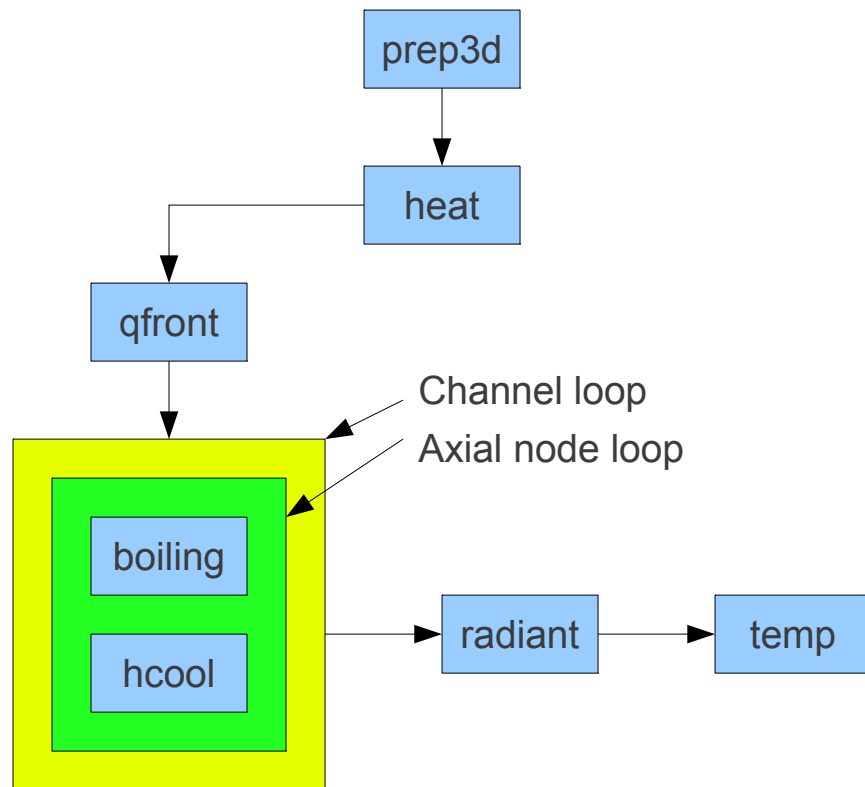 prep3d
heat
qfront
Channel loop
Axial node loop
boiling
hcool
radiant
temp